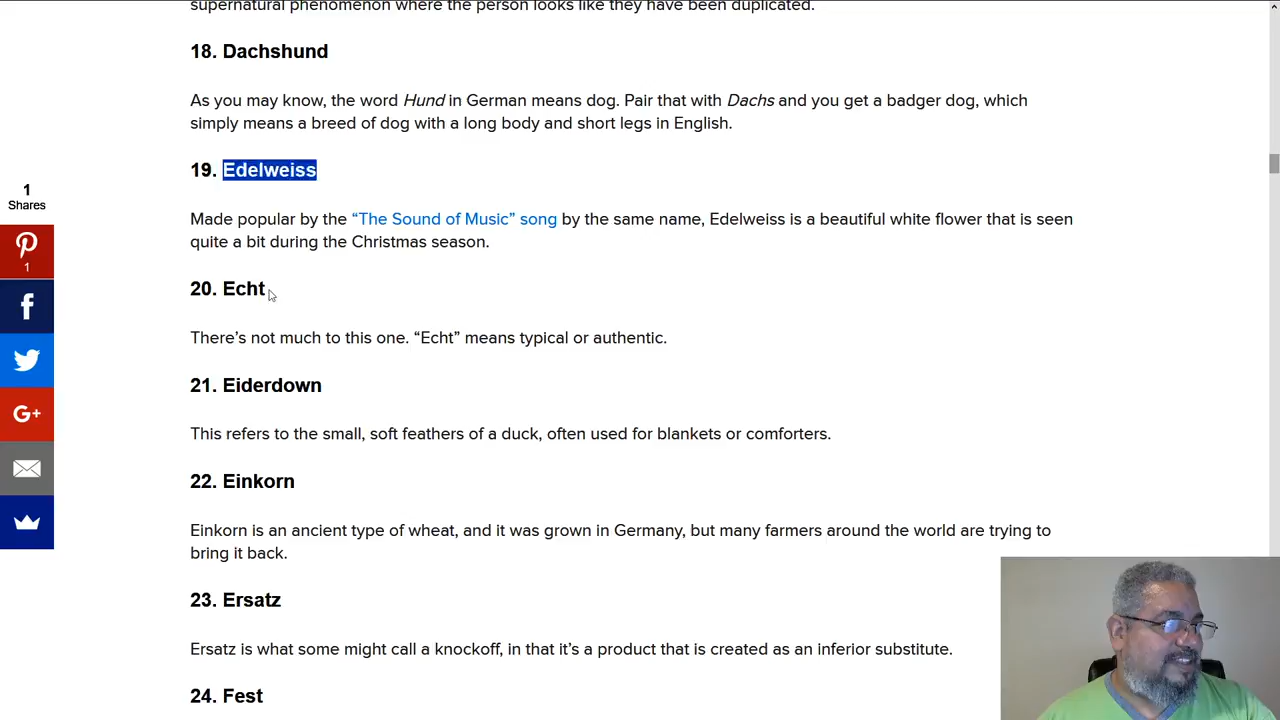 supernatural phenomenon where the person looks like they have been duplicated.
18. Dachshund
As you may know, the word Hund in German means dog. Pair that with Dachs and you get a badger dog, which
simply means a breed of dog with a long body and short legs in English.
19. Edelweiss
1
Shares
Made popular by the “The Sound of Music” song by the same name, Edelweiss is a beautiful white flower that is seen
quite a bit during the Christmas season.
1
20. Echt
There’s not much to this one. “Echt” means typical or authentic.
21. Eiderdown
G+
This refers to the small, soft feathers of a duck, often used for blankets or comforters.
22. Einkorn
Einkorn is an ancient type of wheat, and it was grown in Germany, but many farmers around the world are trying to
bring it back.
23. Ersatz
Ersatz is what some might call a knockoff, in that it’s a product that is created as an inferior substitute.
24. Fest